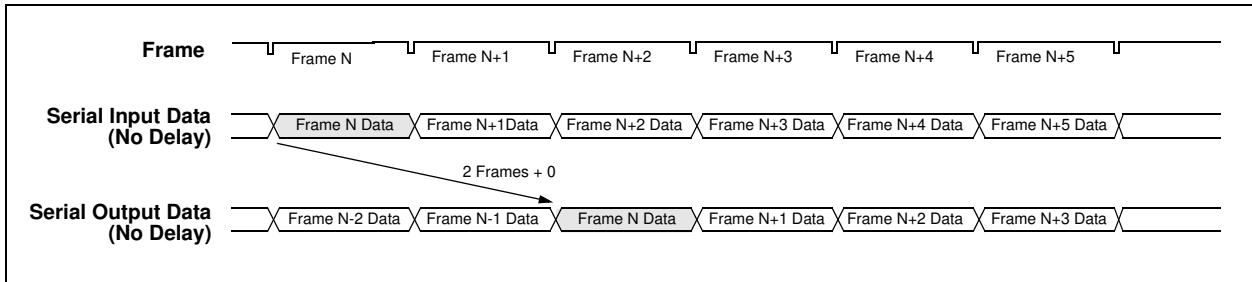 Frame
Frame N
Frame N+1
Frame N+2
Frame N+3
Frame N+4
Frame N+5
Serial Input Data
(No Delay)
Frame N Data
Frame N+1Data
Frame N+2 Data
Frame N+3 Data
Frame N+4 Data
Frame N+5 Data
2 Frames + 0
Serial Output Data
(No Delay)
Frame N-2 Data
Frame N-1 Data
Frame N Data
Frame N+1 Data
Frame N+2 Data
Frame N+3 Data